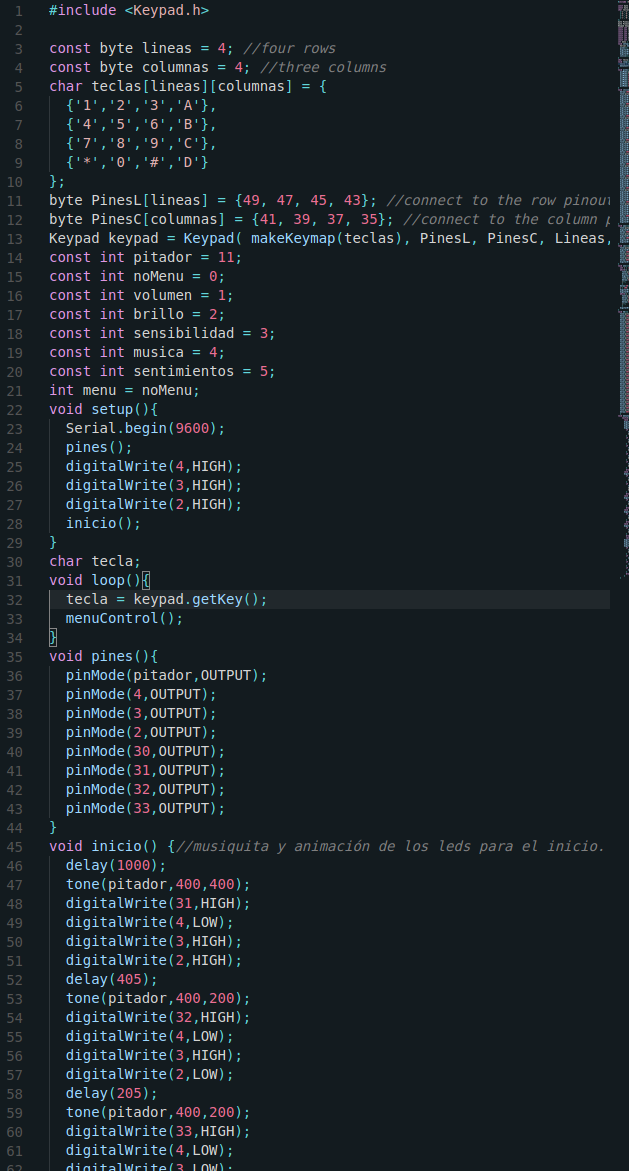 1 #include <Keypad.h>
2
3 const byte lineas = 4; //four rows
4 const byte columnas = 4; //three columns
5 char teclas[lineas][columnas] = {
6 {'1','2','3','A'},
7 {'4','5','6','B'},
8 {'7','8','9','C'},
9 {'*','0','#','D'}
10 };
11 byte PinesL[lineas] = {49, 47, 45, 43}; //connect to the row pinout
12 byte PinesC[columnas] = {41, 39, 37, 35}; //connect to the column
13 Keypad keypad = Keypad( makeKeymap(teclas), PinesL, PinesC, Lineas,
14 const int pitador = 11;
15 const int noMenu = 0;
16 const int volumen = 1;
17 const int brillo = 2;
18 const int sensibilidad = 3;
19 const int musica = 4;
20 const int sentimientos = 5;
21 int menu = noMenu;
22 void setup(){
23 Serial.begin(9600);
24 pines();
25 digitalWrite(4,HIGH);
26 digitalWrite(3,HIGH);
27 digitalWrite(2,HIGH);
28 inicio();
29 }
30 char tecla;
31 void loop(){
32 tecla = keypad.getKey();
33 menuControl();
34 }
35 void pines(){
36 pinMode(pitador,OUTPUT);
37 pinMode(4,OUTPUT);
38 pinMode(3,OUTPUT);
39 pinMode(2,OUTPUT);
40 pinMode(30,OUTPUT);
41 pinMode(31,OUTPUT);
42 pinMode(32,OUTPUT);
43 pinMode(33,OUTPUT);
44 }
45 void inicio() {//musiquita y animación de los leds para el inicio.
46 delay(1000);
47 tone(pitador,400,400);
48 digitalWrite(31,HIGH);
49 digitalWrite(4,LOW);
50 digitalWrite(3,HIGH);
51 digitalWrite(2,HIGH);
52 delay(405);
53 tone(pitador,400,200);
54 digitalWrite(32,HIGH);
55 digitalWrite(4,LOW);
56 digitalWrite(3,HIGH);
57 digitalWrite(2,LOW);
58 delay(205);
59 tone(pitador,400,200);
60 digitalWrite(33,HIGH);
61 digitalWrite(4,LOW);
62 digitalWrite(3,LOW);